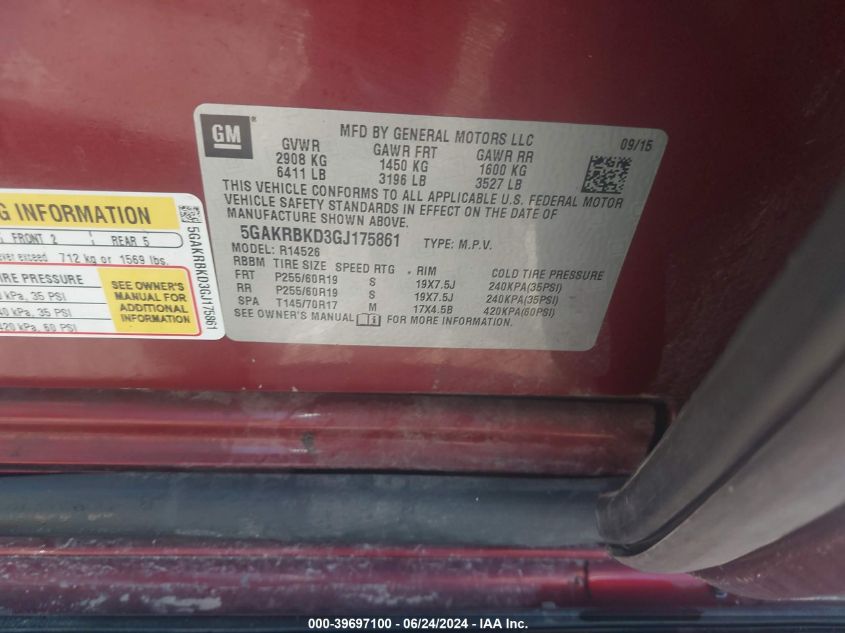 GM
MFD BY GENERAL MOTORS LLC
09/15
GVWR GAWR FRT GAWR RR
2908 KG 1450 KG 1600 KG
6411 LB 3196 LB 3527 LB
THIS VEHICLE CONFORMS TO ALL APPLICABLE U.S. FEDERAL MOTOR
VEHICLE SAFETY STANDARDS IN EFFECT ON THE DATE OF
MANUFACTURE SHOWN ABOVE.
5GAKRBKD3GJ175861 TYPE: M.P.V.
MODEL: R14526
RBBM TIRE SIZE SPEED RTG RIM COLD TIRE PRESSURE
FRT P255/60R19 S 19X7.5J 240KPA(35PSI)
RR P255/60R19 S 19X7.5J 240KPA(35PSI)
SPA T145/70R17 M 17X4.5B 420KPA(60PSI)
SEE OWNER'S MANUAL FOR MORE INFORMATION.
G INFORMATION
FRONT 2 REAR 5
ever exceed 712 kg or 1569 lbs.
IRE PRESSURE
kPa, 35 PSI
40 kPa, 35 PSI
420 kPa, 60 PSI
SEE OWNER'S
MANUAL FOR
ADDITIONAL
INFORMATION
5GAKRBKD3GJ175861
000-39697100 - 06/24/2024 - IAA Inc.